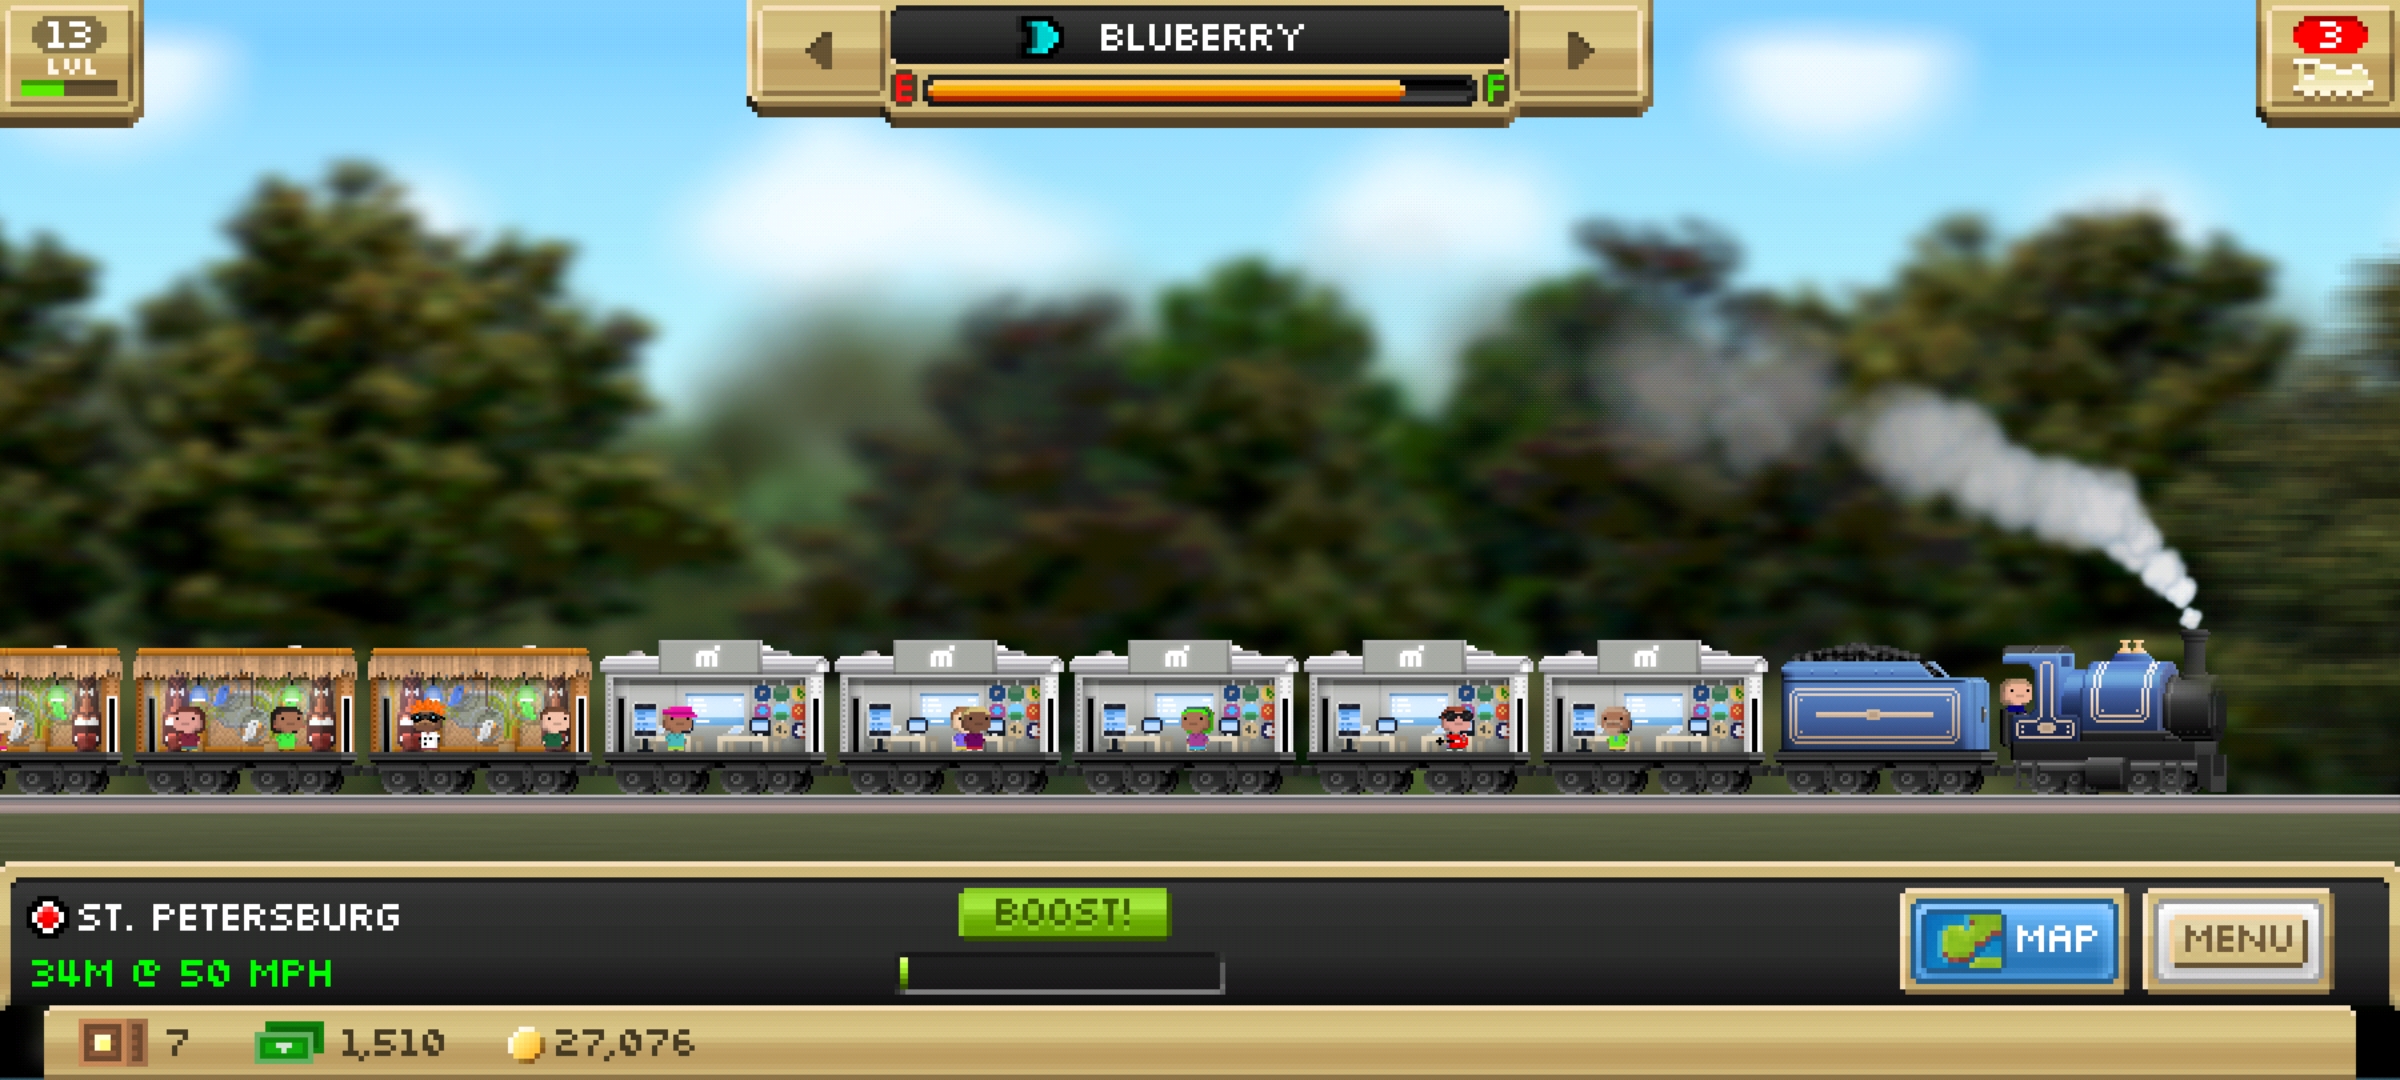 13
LVL
BLUBERRY
E
F
3
m
m
m
m
m
ST. PETERSBURG
34M @ 50 MPH
BOOST!
MAP
MENU
7
1,510
27,076